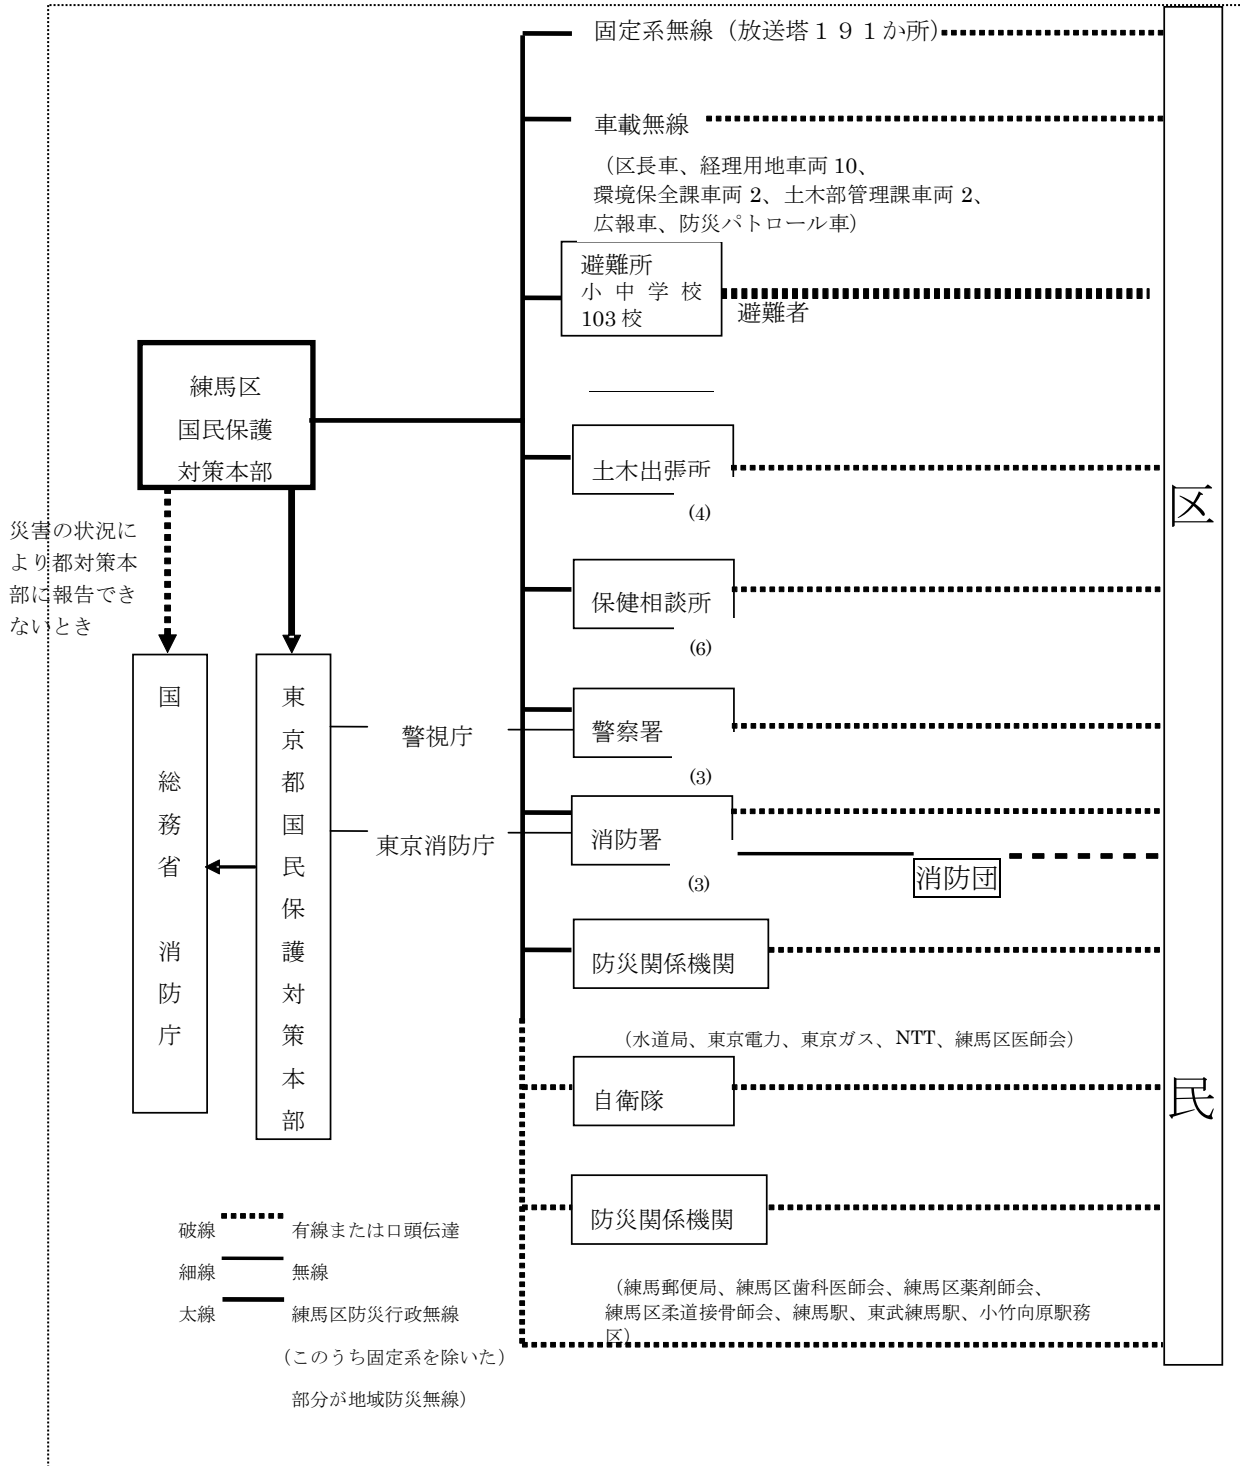 固定系無線（放送塔１９１か所）
車載無線
（区長車、経理用地車両 10、
環境保全課車両 2、土木部管理課車両 2、
広報車、防災パトロール車）
避難所
小中学校
103 校
避難者
練馬区
国民保護
対策本部
土木出張所
(4)
災害の状況に
より都対策本
部に報告でき
ないとき
保健相談所
(6)
国 総務省 消防庁
東京都国民保護対策本部
警視庁
警察署
(3)
東京消防庁
消防署
(3)
消防団
防災関係機関
（水道局、東京電力、東京ガス、NTT、練馬区医師会）
自衛隊
防災関係機関
（練馬郵便局、練馬区歯科医師会、練馬区薬剤師会、
練馬区柔道接骨師会、練馬駅、東武練馬駅、小竹向原駅務
区）
区民
破線 有線または口頭伝達
細線 無線
太線 練馬区防災行政無線
（このうち固定系を除いた）
部分が地域防災無線）